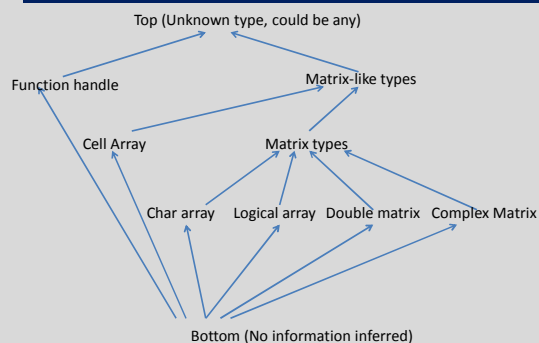 Top (Unknown type, could be any)
Function handle
Matrix-like types
Cell Array
Matrix types
Char array
Logical array
Double matrix
Complex Matrix
Bottom (No information inferred)